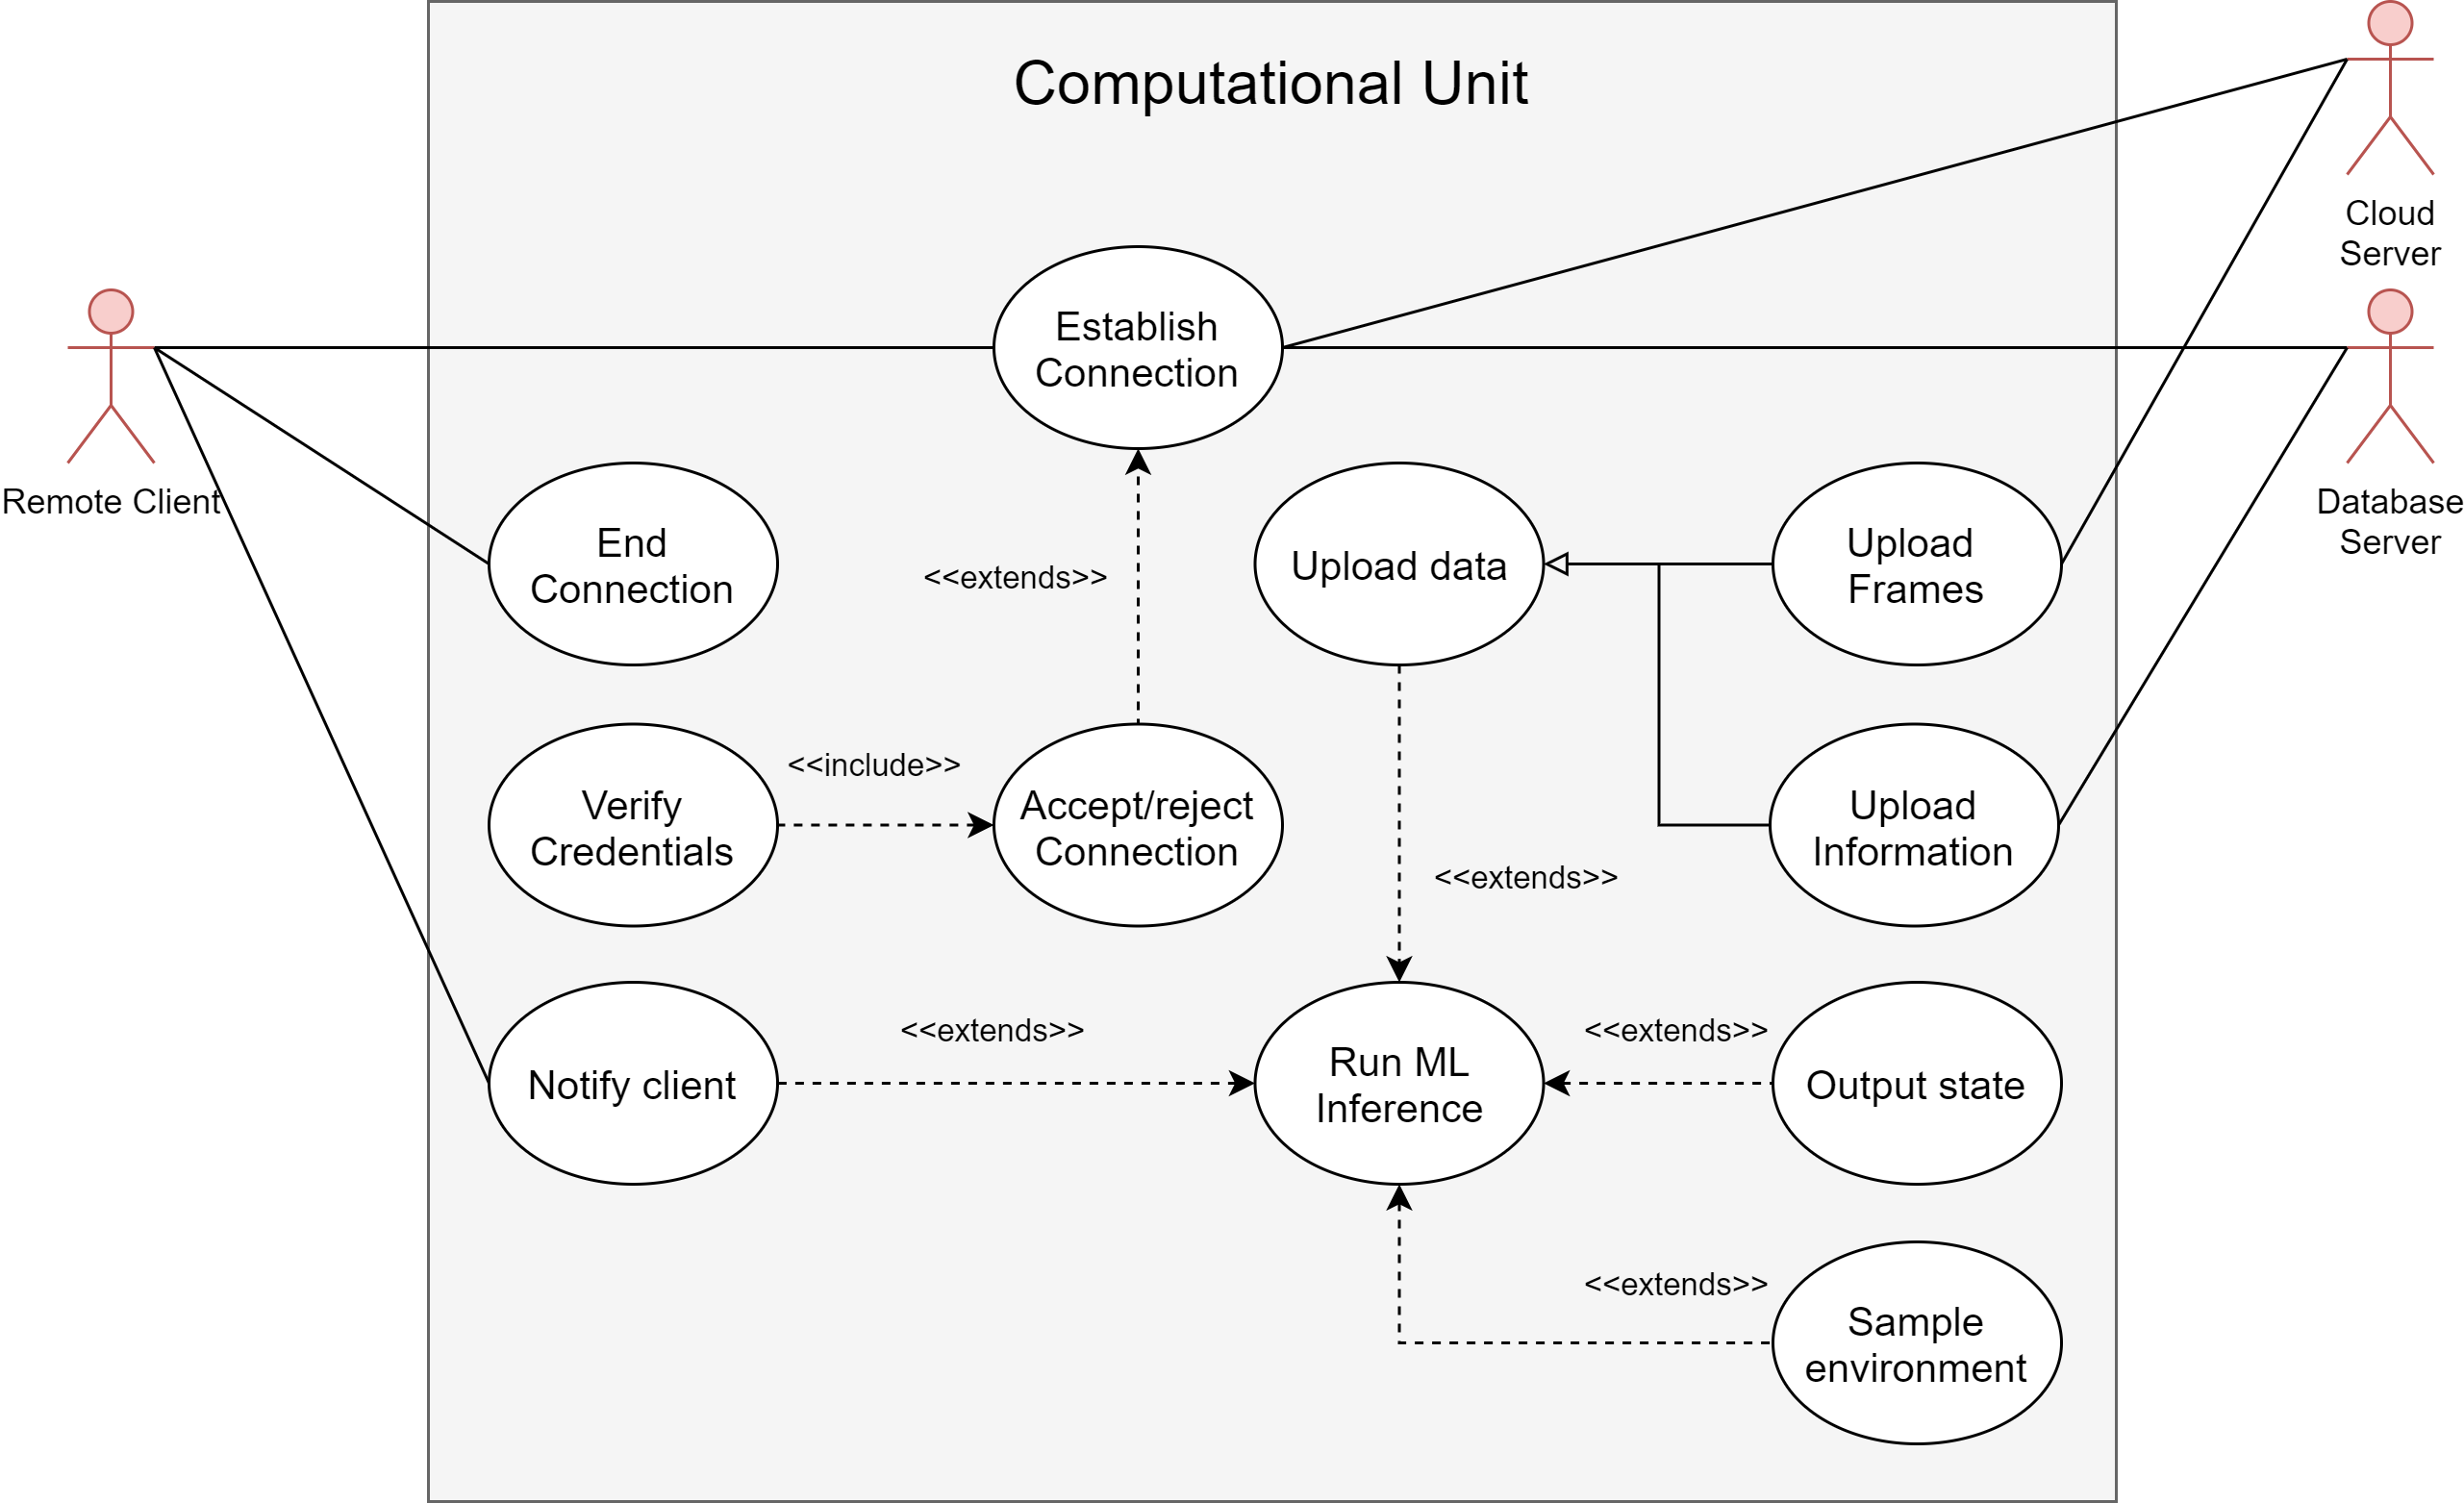 Computational Unit
Cloud
Server
Establish
Connection
Remote Client
Database
Server
End
Connection
<<extends>>
Upload data
Upload
Frames
Verify
Credentials
<<include>>
Accept/reject
Connection
<<extends>>
Upload
Information
Notify client
<<extends>>
Run ML
Inference
<<extends>>
Output state
<<extends>>
Sample
environment